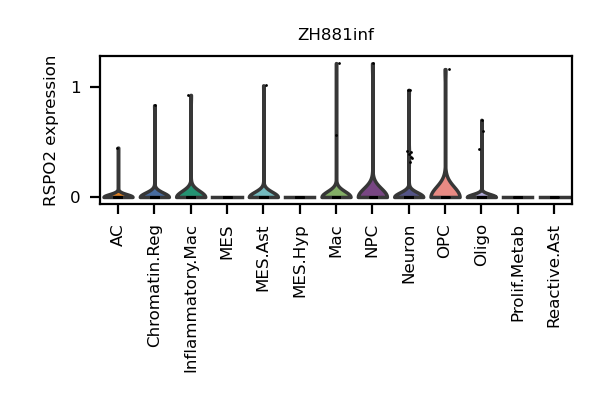 ZH881inf
RSPO2 expression
1
0
AC
Chromatin.Reg
Inflammatory.Mac
MES
MES.Ast
MES.Hyp
Mac
NPC
Neuron
OPC
Oligo
Prolif.Metab
Reactive.Ast